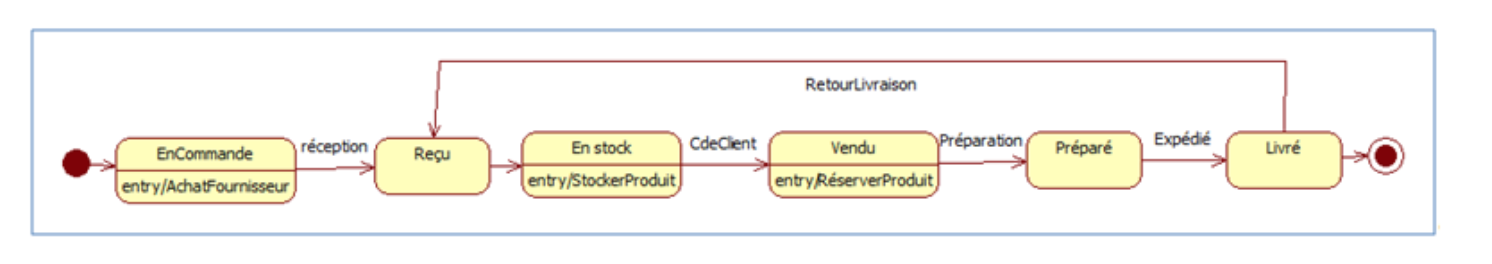 RetourLivraison
EnCommande
entry/AchatFournisseur
réception
Reçu
En stock
entry/StockerProduit
CdeClient
Vendu
entry/RéserverProduit
Préparation
Préparé
Expédié
Livré